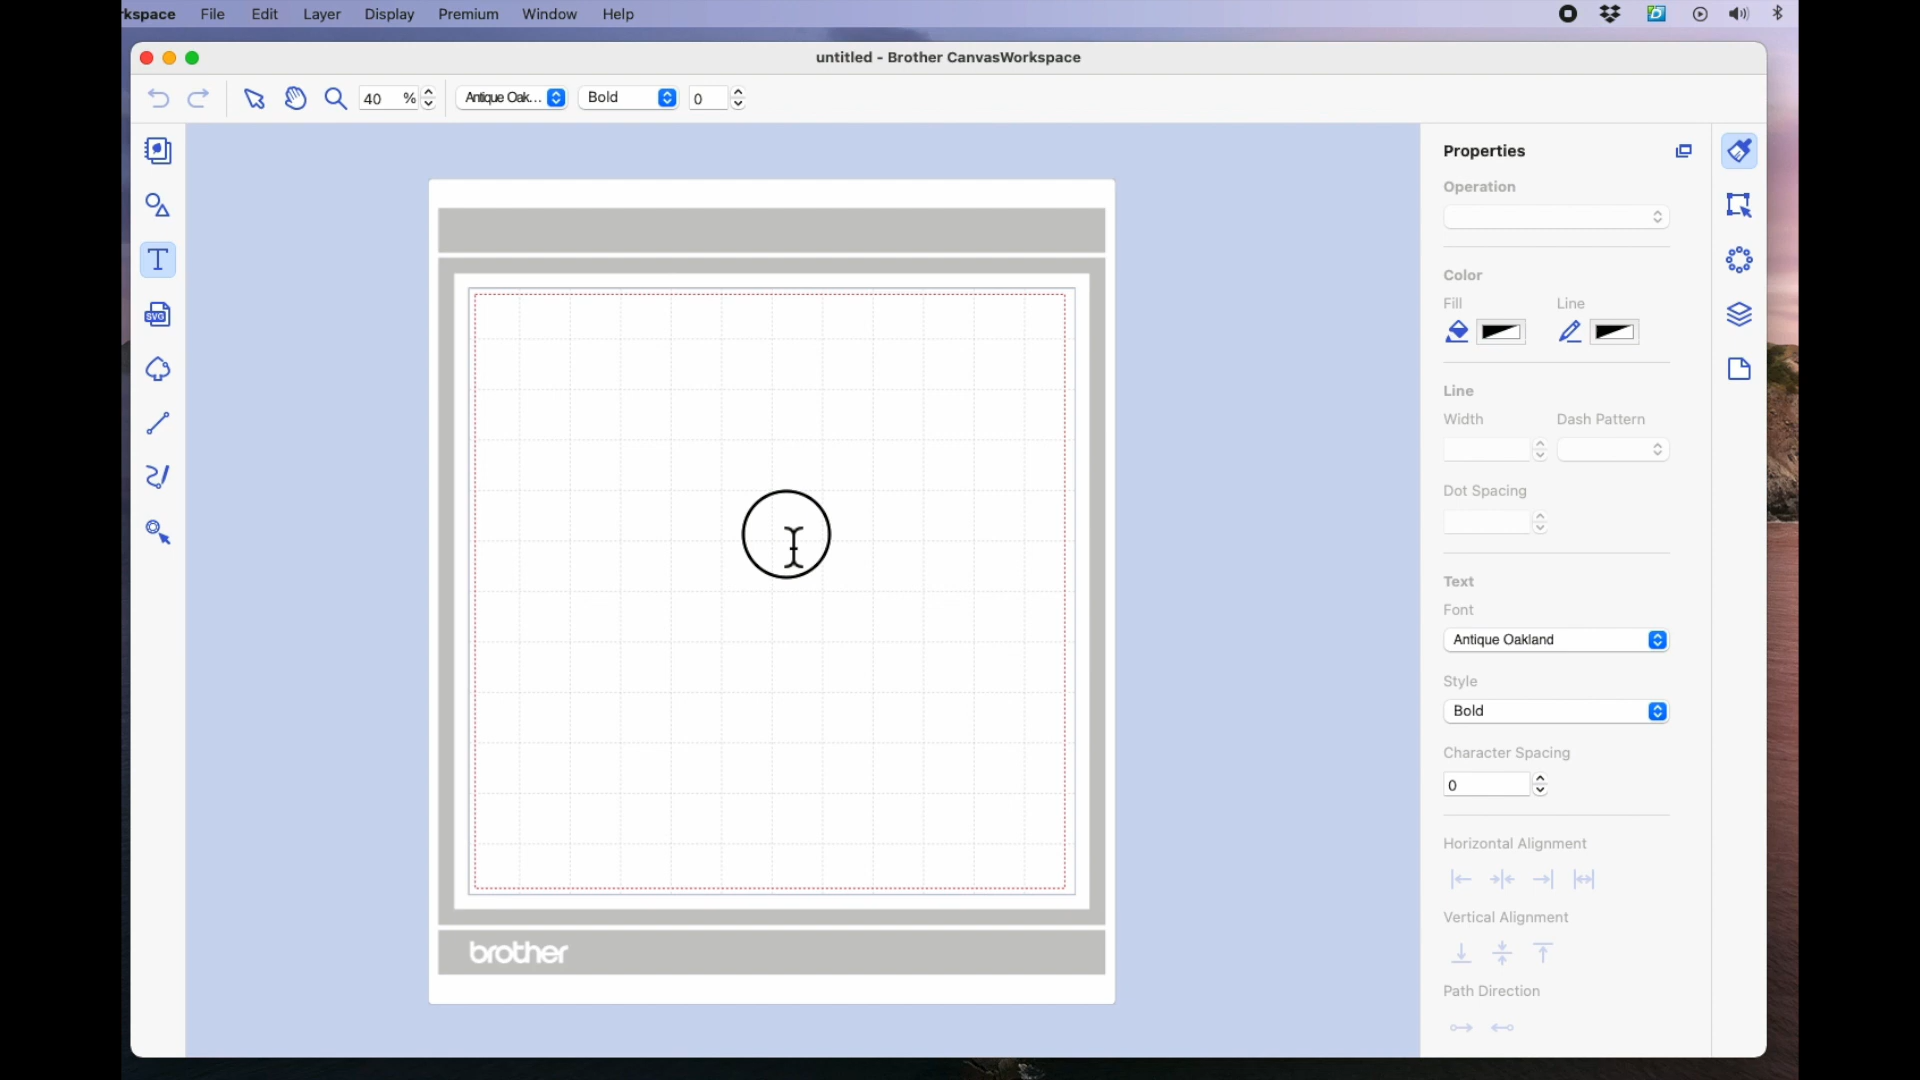 kspace File Edit Layer Display Premium Window Help
untitled - Brother CanvasWorkspace
40 % Antique Oak... Bold 0
Properties
Operation
Color
Fill Line
Line
Width Dash Pattern
Dot Spacing
Text
Font
Antique Oakland
Style
Bold
Character Spacing
0
Horizontal Alignment
Vertical Alignment
Path Direction
T
SVG
brother